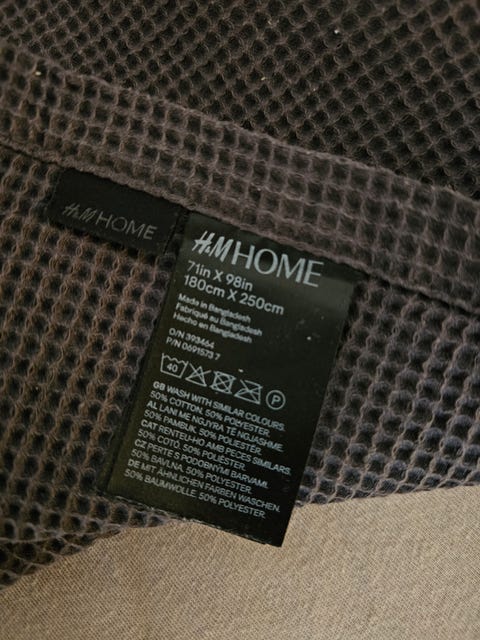 H&M HOME
H&M HOME
71in X 98in
180cm X 250cm
Made in Bangladesh
Fabriqué au Bangladesh
Hecho en Bangladesh
O/N 393464
P/N 0691573 7
40 P
GB WASH WITH SIMILAR COLOURS.
50% COTTON. 50% POLYESTER.
AL LANI ME NGJYRA TË NGJASHME.
50% PAMBUK. 50% POLIESTER.
CAT RENTEU-HO AMB PECES SIMILARS.
50% COTÓ. 50% POLIÈSTER.
CZ PERTE S PODOBNÝMI BARVAMI.
50% BAVLNA. 50% POLYESTER.
DE MIT ÄHNLICHEN FARBEN WASCHEN.
50% BAUMWOLLE. 50% POLYESTER.